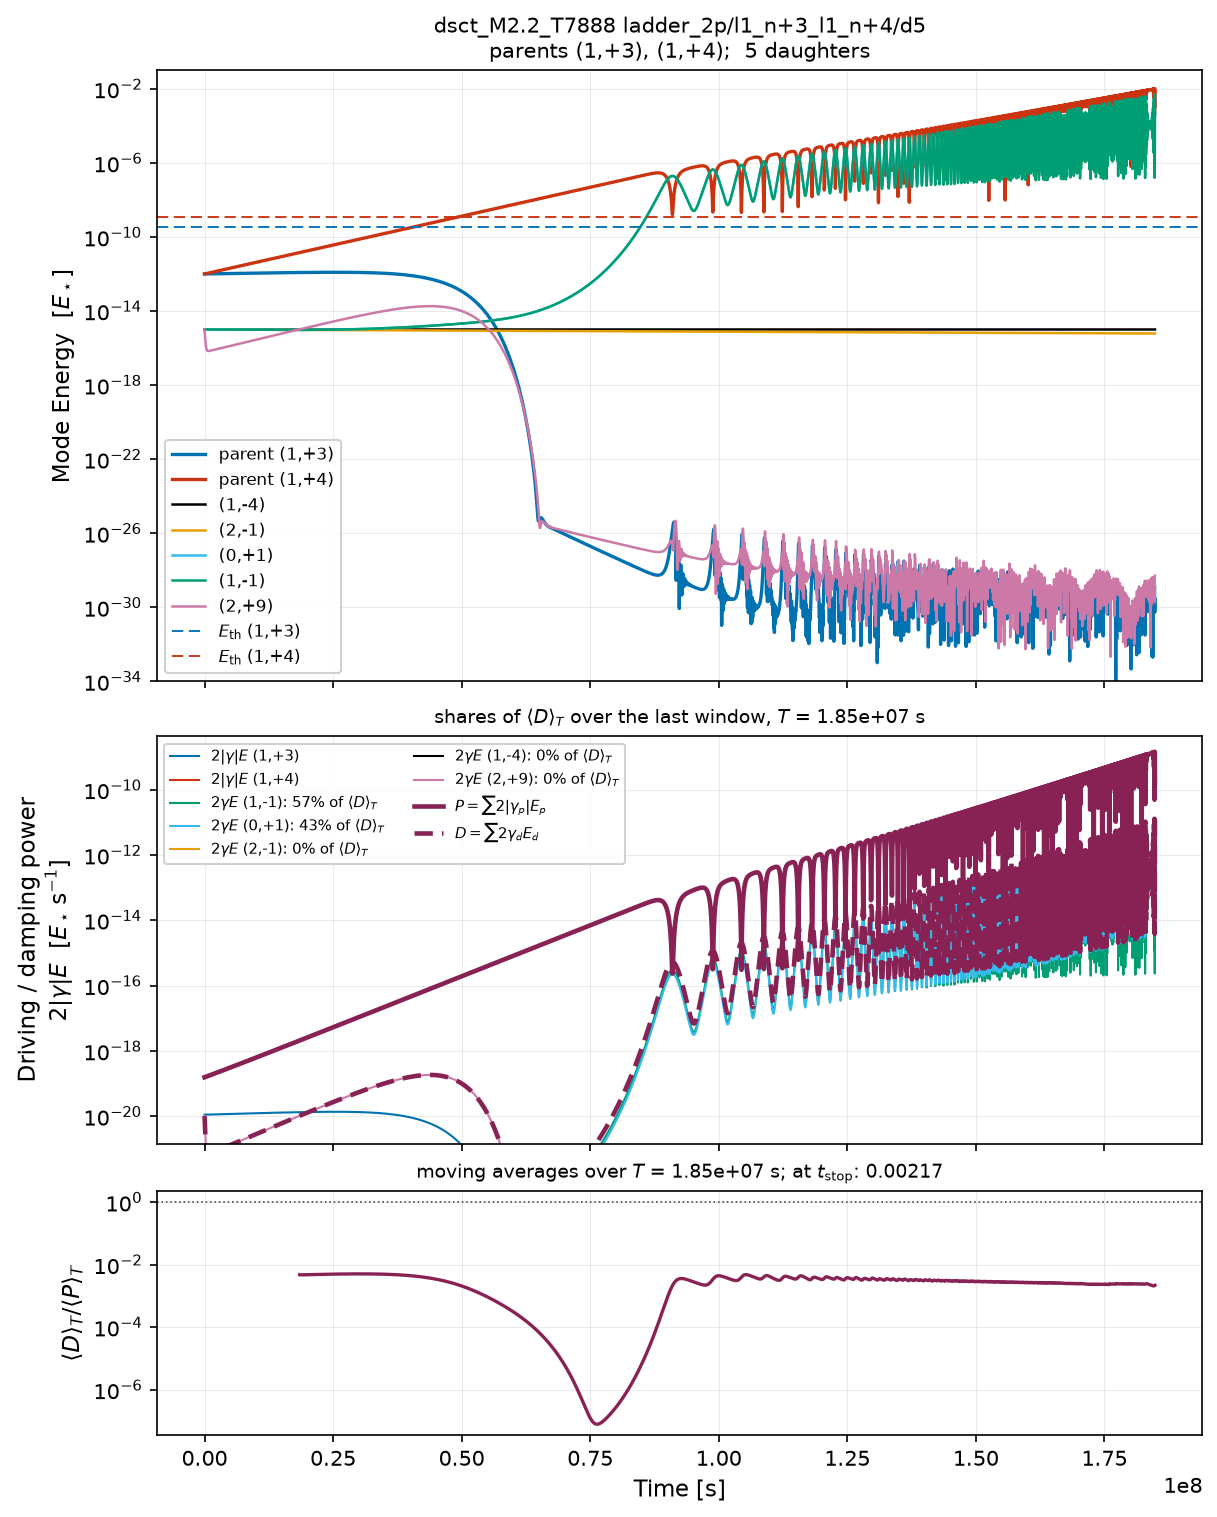 dsct_M2.2_T7888 ladder_2p/l1_n+3_l1_n+4/d5
parents (1,+3), (1,+4);  5 daughters
Mode Energy [E⋆]
10⁻²
10⁻⁶
10⁻¹⁰
10⁻¹⁴
10⁻¹⁸
10⁻²²
10⁻²⁶
10⁻³⁰
10⁻³⁴
parent (1,+3)
parent (1,+4)
(1,-4)
(2,-1)
(0,+1)
(1,-1)
(2,+9)
E_th (1,+3)
E_th (1,+4)
shares of ⟨D⟩_T over the last window, T = 1.85e+07 s
Driving / damping power
2|γ|E [E⋆ s⁻¹]
10⁻¹⁰
10⁻¹²
10⁻¹⁴
10⁻¹⁶
10⁻¹⁸
10⁻²⁰
2|γ|E (1,+3)
2|γ|E (1,+4)
2γE (1,-1): 57% of ⟨D⟩_T
2γE (0,+1): 43% of ⟨D⟩_T
2γE (2,-1): 0% of ⟨D⟩_T
2γE (1,-4): 0% of ⟨D⟩_T
2γE (2,+9): 0% of ⟨D⟩_T
P = ∑2|γ_p|E_p
D = ∑2γ_dE_d
moving averages over T = 1.85e+07 s; at t_stop: 0.00217
⟨D⟩_T/⟨P⟩_T
10⁰
10⁻²
10⁻⁴
10⁻⁶
0.00 0.25 0.50 0.75 1.00 1.25 1.50 1.75
Time [s]
1e8